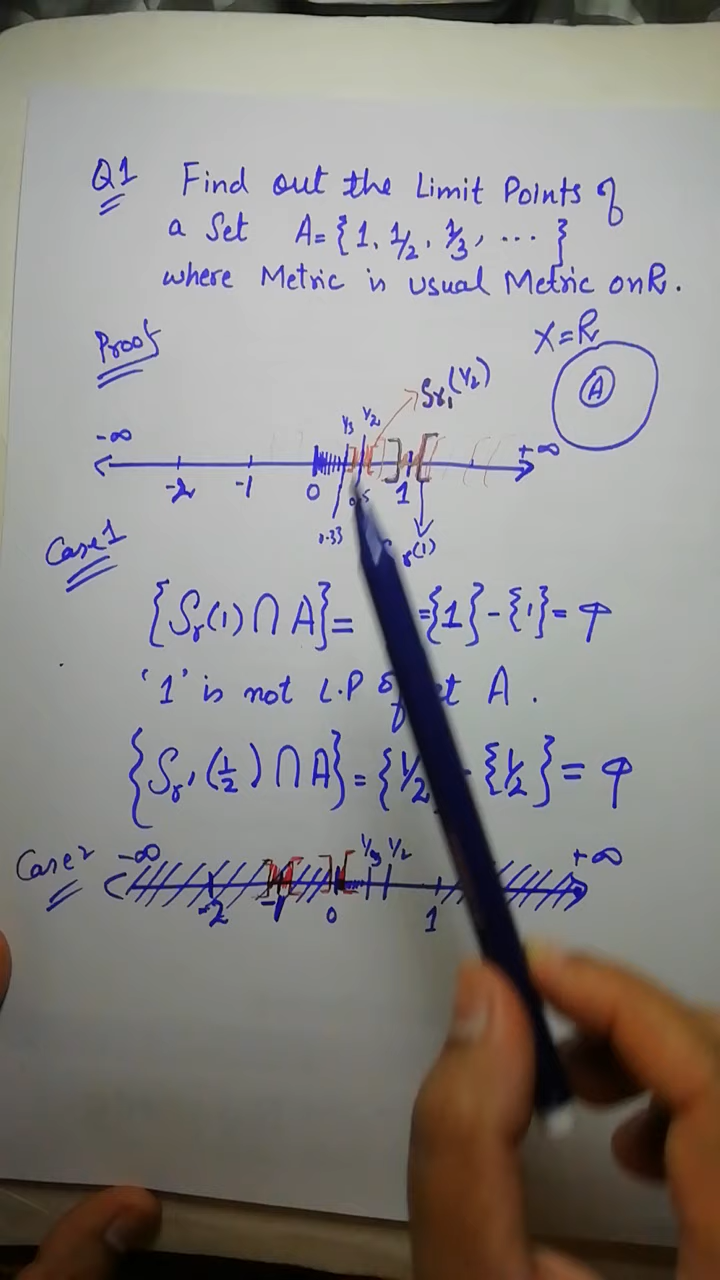 Q1 Find out the Limit Points of
a Set A={1, 1/2, 1/3, ... }
where Metric is usual Metric on R.
Proof
X=R
A
Sr₁(1/2)
1/3 1/2
-∞ +∞
-2 -1 0 0.5 1
0.33
r(1)
Case 1
{Sr(1) ∩ A}= ={1}-{1}=φ
'1' is not L.P of A.
{Sr'(1/2) ∩ A}={1/2}-{1/2}=φ
Case 2
-∞ 1/3 1/2 +∞
-2 -1 0 1